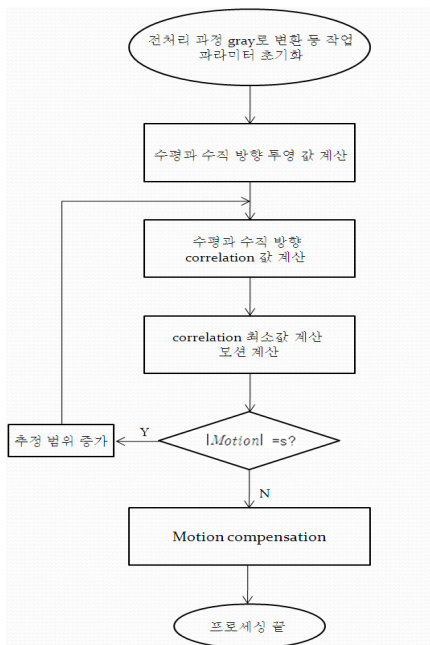 전처리 과정 gray로 변환 등 작업
파라미터 초기화
수평과 수직 방향 투영 값 계산
수평과 수직 방향
correlation 값 계산
correlation 최소값 계산
모션 계산
|Motion| =s?
Y
추정 범위 증가
N
Motion compensation
프로세싱 끝